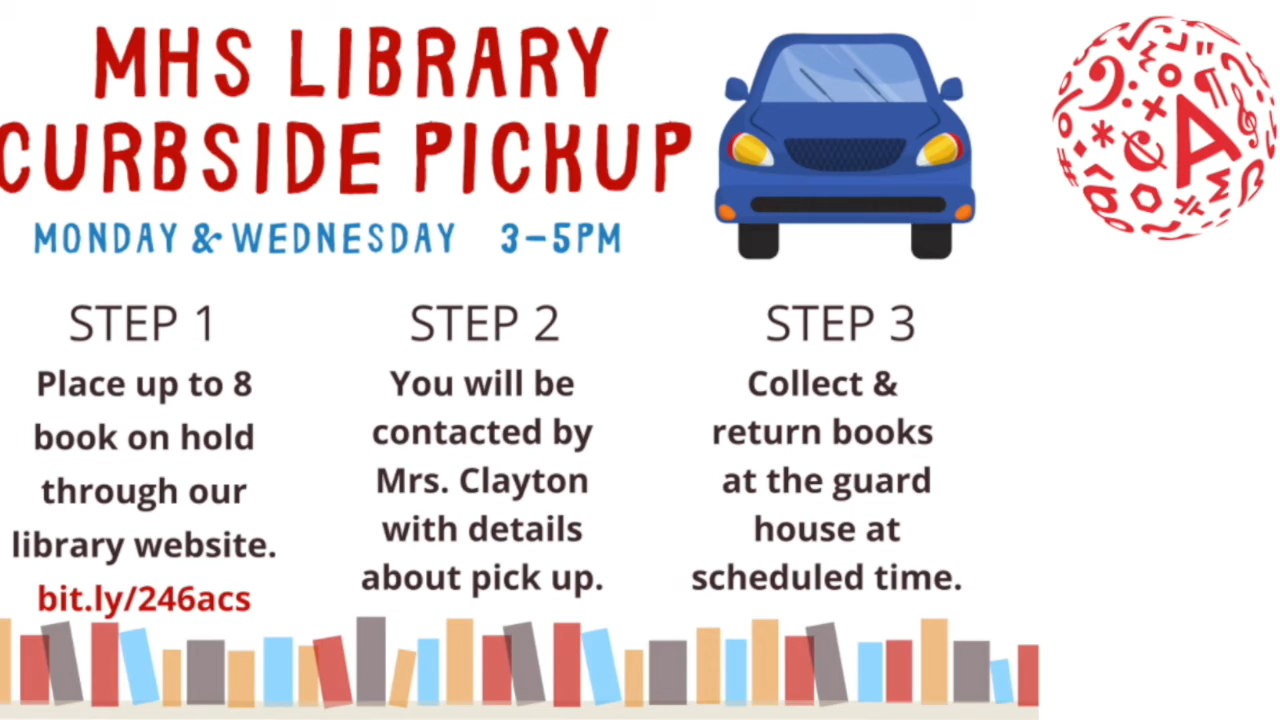 MHS LIBRARY
CURBSIDE PICKUP
MONDAY & WEDNESDAY 3-5PM
STEP 1
Place up to 8
book on hold
through our
library website.
bit.ly/246acs
STEP 2
You will be
contacted by
Mrs. Clayton
with details
about pick up.
STEP 3
Collect &
return books
at the guard
house at
scheduled time.
A